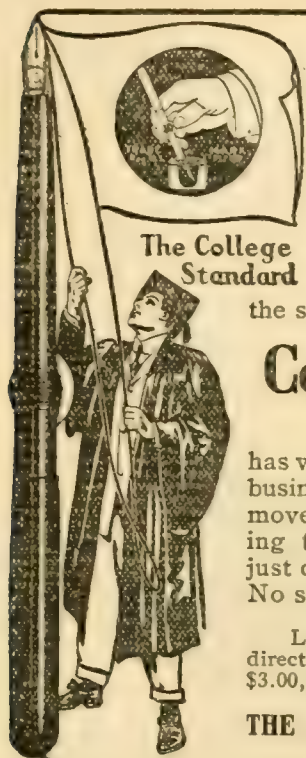 The College
Standard
the s
Co
has v
busin
move
ing t
just o
No s
L
direct
$3.00,
THE